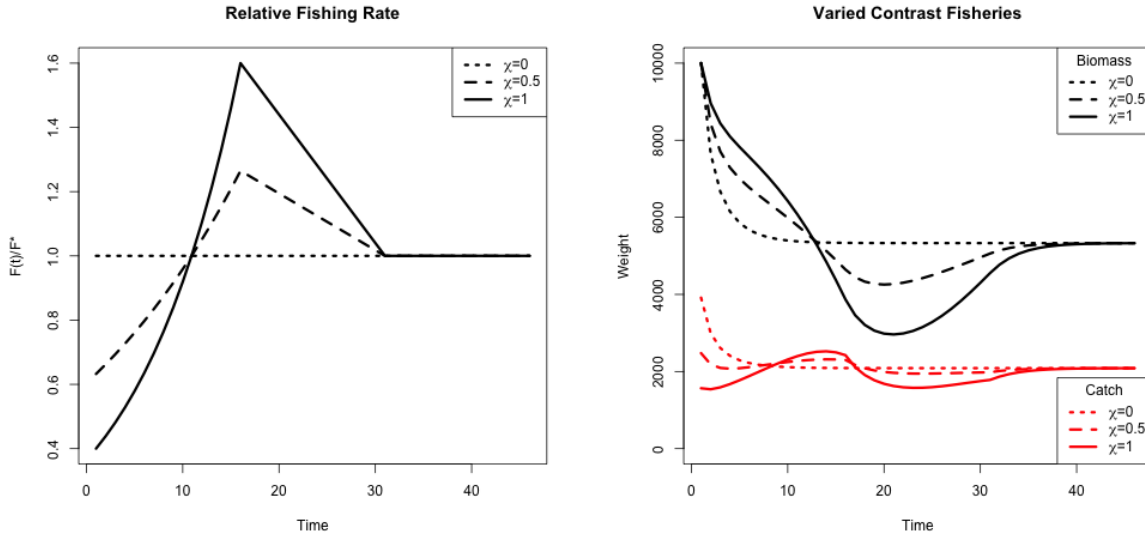 Relative Fishing Rate
F(t)/F*
1.6
1.4
1.2
1.0
0.8
0.6
0.4
χ=0
χ=0.5
χ=1
0
10
20
30
40
Time
Varied Contrast Fisheries
Weight
10000
8000
6000
4000
2000
0
Biomass
χ=0
χ=0.5
χ=1
Catch
χ=0
χ=0.5
χ=1
0
10
20
30
40
Time